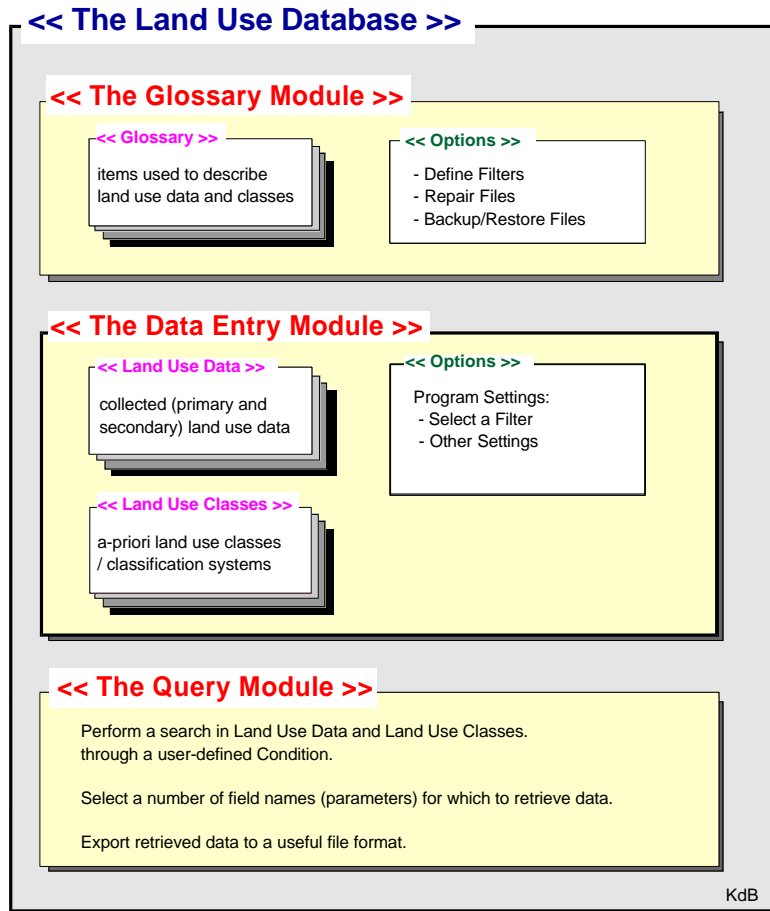 << The Land Use Database >>
<< The Glossary Module >>
<< Glossary >>
items used to describe
land use data and classes
<< Options >>
- Define Filters
- Repair Files
- Backup/Restore Files
<< The Data Entry Module >>
<< Land Use Data >>
collected (primary and
secondary) land use data
<< Options >>
Program Settings:
- Select a Filter
- Other Settings
<< Land Use Classes >>
a-priori land use classes
/ classification systems
<< The Query Module >>
Perform a search in Land Use Data and Land Use Classes.
through a user-defined Condition.
Select a number of field names (parameters) for which to retrieve data.
Export retrieved data to a useful file format.
KdB